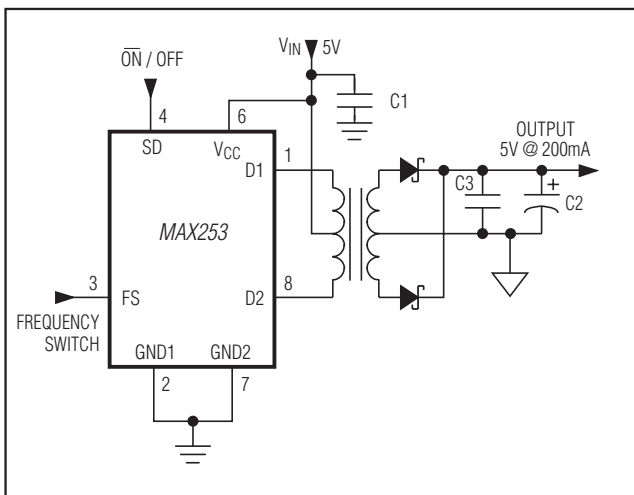 VIN 5V
O̅N̅ / OFF
C1
4
6
OUTPUT
5V @ 200mA
SD
VCC
1
D1
C3
C2
+
MAX253
3
8
FS
D2
FREQUENCY
SWITCH
GND1
GND2
2
7